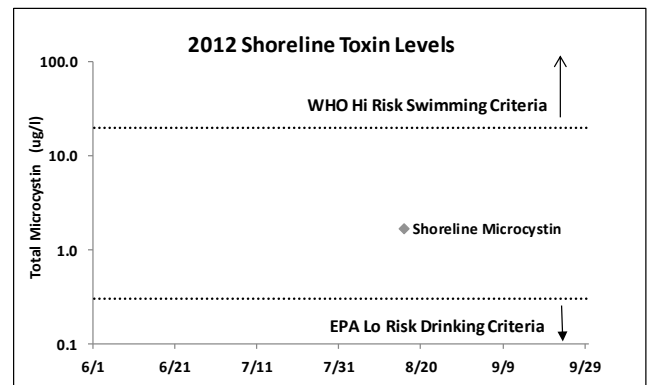 2012 Shoreline Toxin Levels
Total Microcystin (ug/l)
100.0
WHO Hi Risk Swimming Criteria
10.0
Shoreline Microcystin
1.0
EPA Lo Risk Drinking Criteria
0.1
6/1 6/21 7/11 7/31 8/20 9/9 9/29